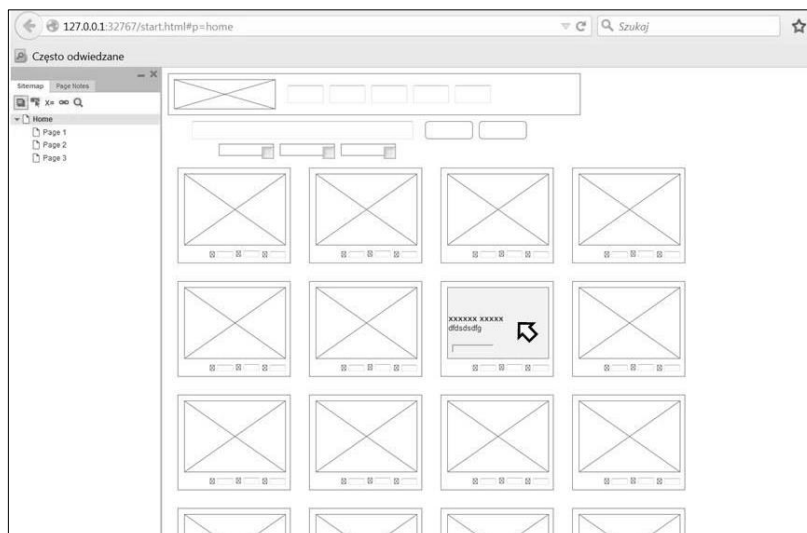 127.0.0.1:32767/start.html#p=home
Szukaj
Często odwiedzane
Sitemap Page Notes
X=
Home
Page 1
Page 2
Page 3
xxxxxx xxxxx
dfdsdsdfg